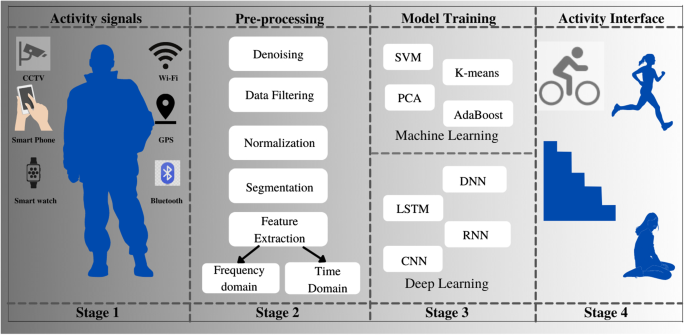 Activity signals
CCTV
Wi-Fi
Smart Phone
GPS
Smart watch
Bluetooth
Stage 1
Pre-processing
Denoising
Data Filtering
Normalization
Segmentation
Feature
Extraction
Frequency
domain
Time
Domain
Stage 2
Model Training
SVM
K-means
PCA
AdaBoost
Machine Learning
DNN
LSTM
RNN
CNN
Deep Learning
Stage 3
Activity Interface
Stage 4